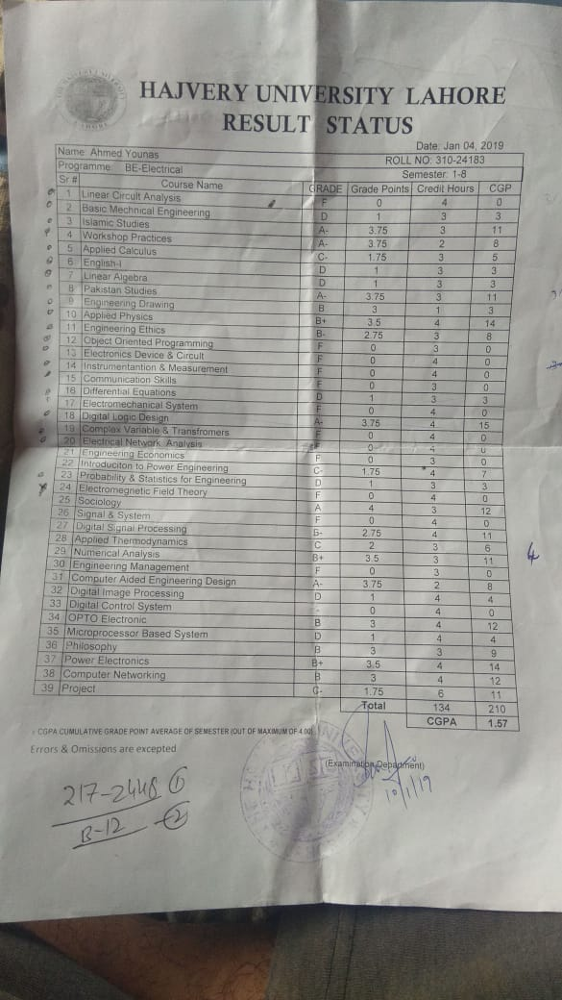 HAJVERY UNIVERSITY LAHORE
RESULT STATUS
Date: Jan 04, 2019
Name: Ahmed Younas ROLL NO: 310-24183
Programme: BE-Electrical Semester: 1-8
Sr # Course Name GRADE Grade Points Credit Hours CGP
1 Linear Circuit Analysis F 0 4 0
2 Basic Mechnical Engineering D 1 3 3
3 Islamic Studies A- 3.75 3 11
4 Workshop Practices A- 3.75 2 8
5 Applied Calculus C- 1.75 3 5
6 English-I D 1 3 3
7 Linear Algebra D 1 3 3
8 Pakistan Studies A- 3.75 3 11
9 Engineering Drawing B 3 1 3
10 Applied Physics B+ 3.5 4 14
11 Engineering Ethics B- 2.75 3 8
12 Object Oriented Programming F 0 3 0
13 Electronics Device & Circuit F 0 4 0
14 Instrumentantion & Measurement F 0 4 0
15 Communication Skills F 0 3 0
16 Differential Equations D 1 3 3
17 Electromechanical System F 0 4 0
18 Digital Logic Design A- 3.75 4 15
19 Complex Variable & Transfromers F 0 4 0
20 Electrical Network Analysis F 0 4 0
21 Engineering Economics F 0 3 0
22 Introduciton to Power Engineering C- 1.75 4 7
23 Probability & Statistics for Engineering D 1 3 3
24 Electromegnetic Field Theory F 0 4 0
25 Sociology A 4 3 12
26 Signal & System F 0 4 0
27 Digital Signal Processing B- 2.75 4 11
28 Applied Thermodynamics C 2 3 6
29 Numerical Analysis B+ 3.5 3 11
30 Engineering Management F 0 3 0
31 Computer Aided Engineering Design A- 3.75 2 8
32 Digital Image Processing D 1 4 4
33 Digital Control System - 0 4 0
34 OPTO Electronic B 3 4 12
35 Microprocessor Based System D 1 4 4
36 Philosophy B 3 3 9
37 Power Electronics B+ 3.5 4 14
38 Computer Networking B 3 4 12
39 Project C- 1.75 6 11
Total 134 210
CGPA 1.57
CGPA CUMULATIVE GRADE POINT AVERAGE OF SEMESTER (OUT OF MAXIMUM OF 4.00)
Errors & Omissions are excepted
(Examination Department)
10/1/19
217-2448 ①
B-12 ②